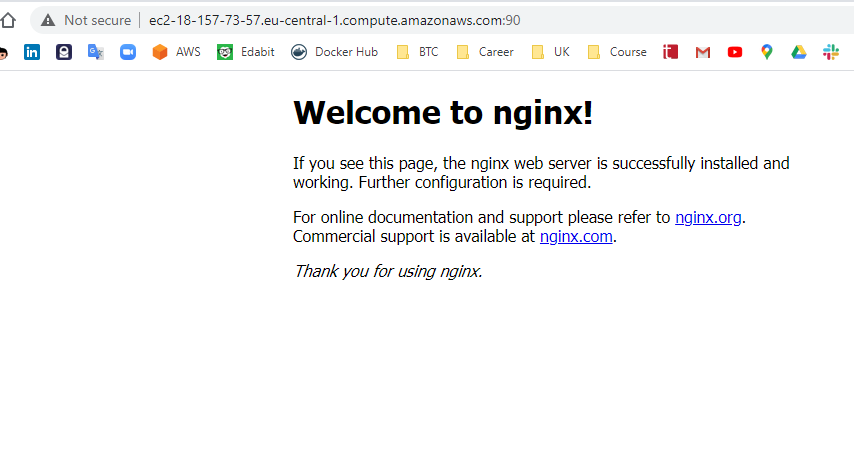 Not secure | ec2-18-157-73-57.eu-central-1.compute.amazonaws.com:90
AWS Edabit Docker Hub BTC Career UK Course
Welcome to nginx!
If you see this page, the nginx web server is successfully installed and
working. Further configuration is required.
For online documentation and support please refer to nginx.org.
Commercial support is available at nginx.com.
Thank you for using nginx.